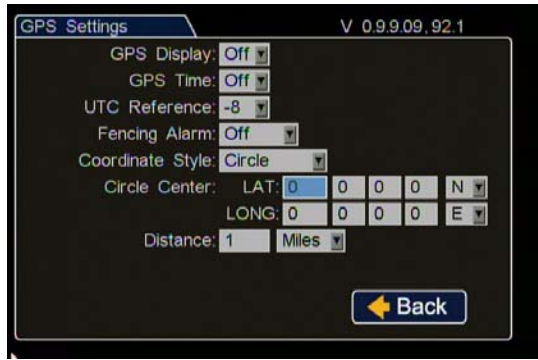 GPS Settings V 0.9.9.09, 92.1
GPS Display: Off
GPS Time: Off
UTC Reference: -8
Fencing Alarm: Off
Coordinate Style: Circle
Circle Center: LAT: 0 0 0 0 N
LONG: 0 0 0 0 E
Distance: 1 Miles
Back